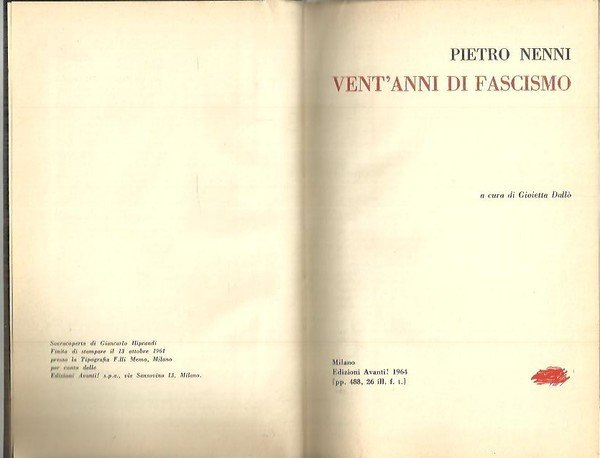 Sovracoperta di Giancarlo Iliprandi
Finito di stampare il 13 ottobre 1964
presso la Tipografia F.lli Memo, Milano
per conto delle
Edizioni Avanti! s.p.a., via Sansovino 13, Milano.
PIETRO NENNI
VENT'ANNI DI FASCISMO
a cura di Gioietta Dallò
Milano
Edizioni Avanti! 1964
[pp. 488, 26 ill. f. t.]